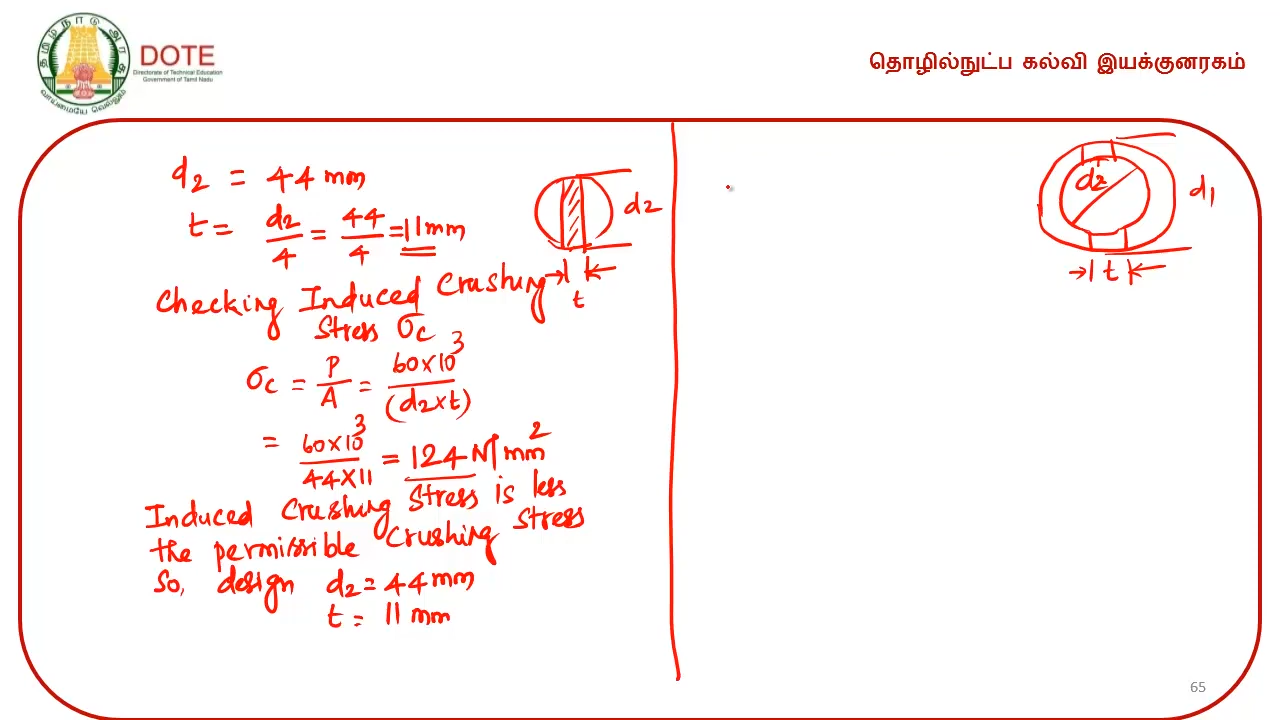 தமிழ்நாடு அரசு
வாய்மையே வெல்லும்
DOTE
Directorate of Technical Education
Government of Tamil Nadu
தொழில்நுட்ப கல்வி இயக்குனரகம்
d2 = 44 mm
t = d2/4 = 44/4 = 11 mm
d2
t
Checking Induced Crushing
Stress σc
σc = P/A = 60×10³/(d2×t)
= 60×10³/44×11 = 124 N/mm²
Induced Crushing Stress is less
the permissible Crushing Stress
So, design d2 = 44 mm
t = 11 mm
d2
d1
t
65